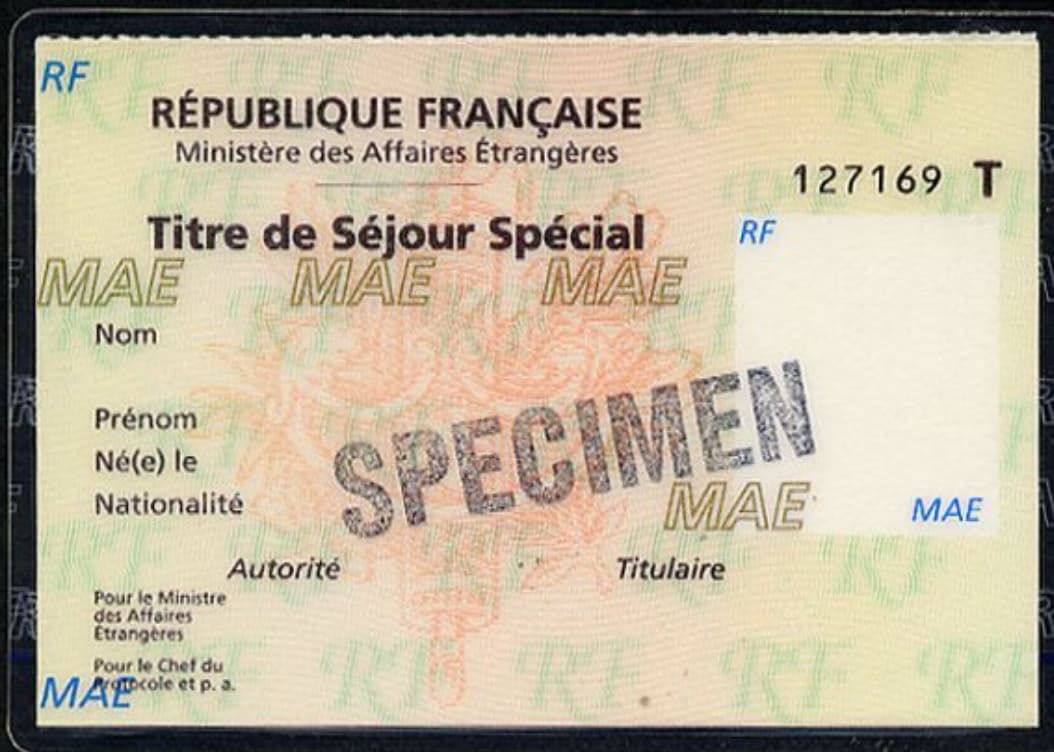 RF
RÉPUBLIQUE FRANÇAISE
Ministère des Affaires Étrangères
127169 T
Titre de Séjour Spécial
RF
MAE MAE MAE
Nom
Prénom
Né(e) le
Nationalité
SPECIMEN
MAE
MAE
Autorité
Titulaire
Pour le Ministre
des Affaires
Étrangères
Pour le Chef du
Protocole et p. a.
MAE